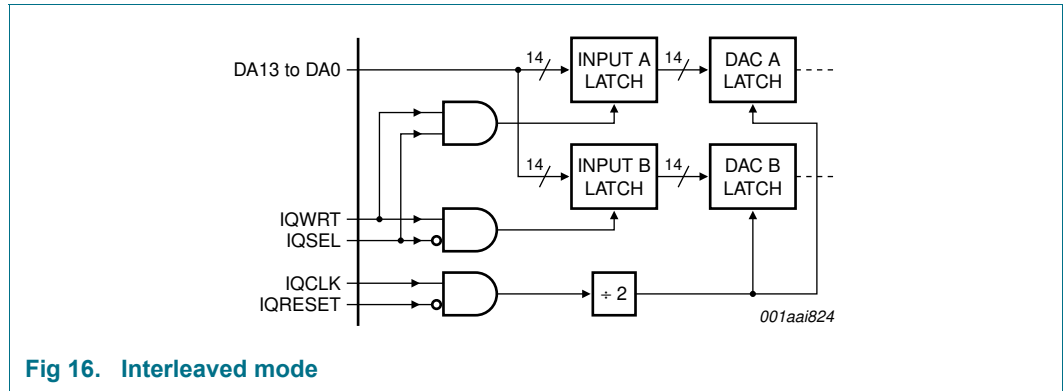 DA13 to DA0
14
INPUT A
LATCH
14
DAC A
LATCH
14
INPUT B
LATCH
14
DAC B
LATCH
IQWRT
IQSEL
IQCLK
IQRESET
÷ 2
001aai824
Fig 16. Interleaved mode